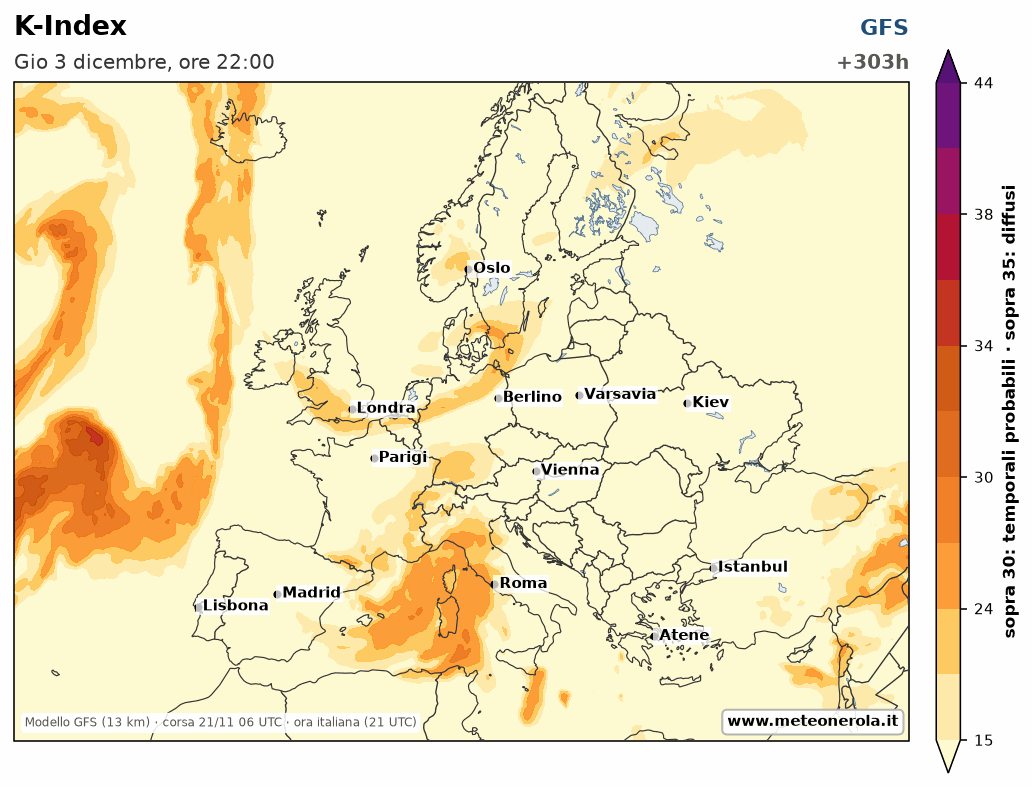 K-Index
GFS
Gio 3 dicembre, ore 22:00
+303h
Oslo
Londra
Berlino
Varsavia
Kiev
Parigi
Vienna
Istanbul
Roma
Madrid
Lisbona
Atene
Modello GFS (13 km) · corsa 21/11 06 UTC · ora italiana (21 UTC)
www.meteonerola.it
44
38
34
30
24
15
sopra 30: temporali probabili · sopra 35: diffusi